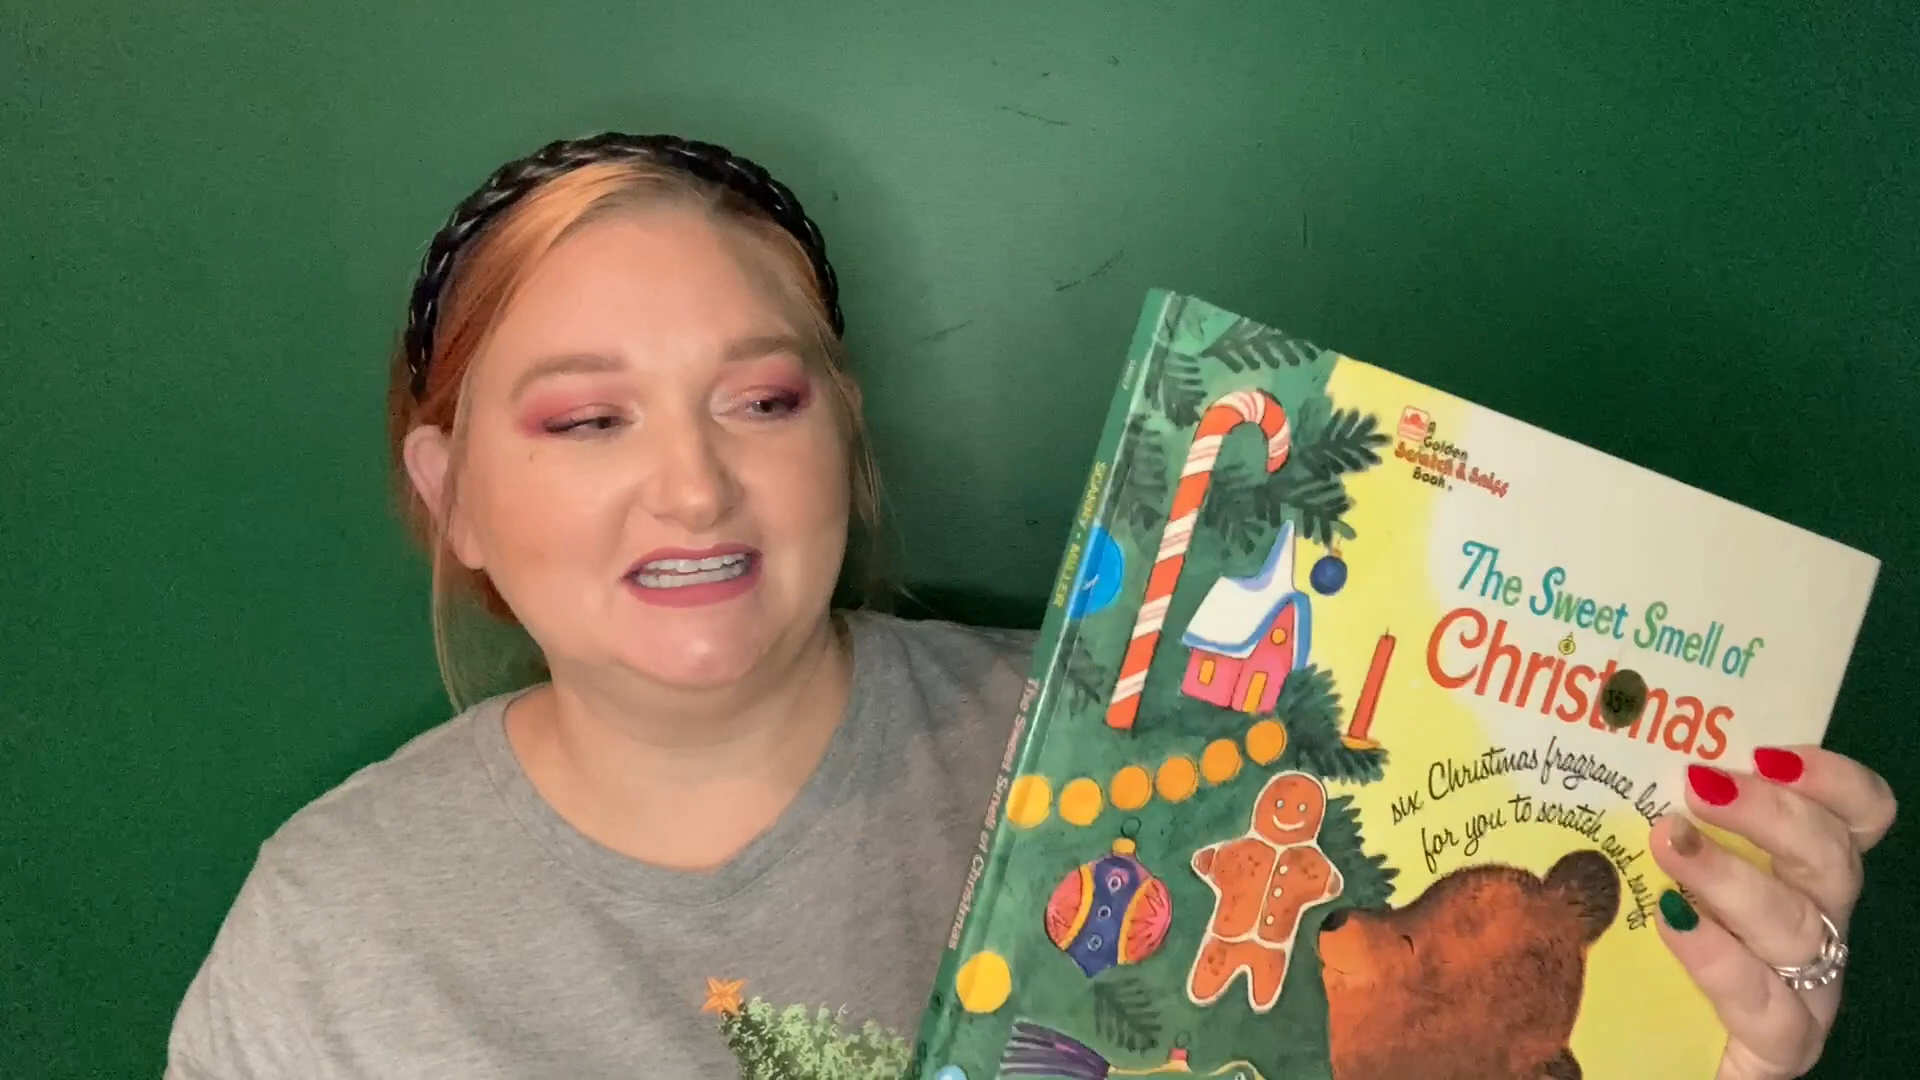 A
Golden
Scratch & Sniff
Book.
The Sweet Smell of
Christmas
six Christmas fragrance
for you to scratch and sniff
SCARRY • MILLER
The Sweet Smell of Christmas